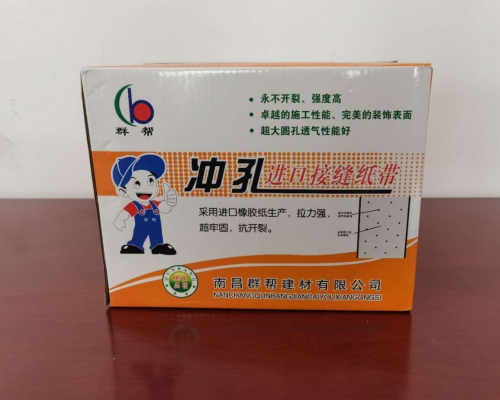 群帮
• 永不开裂、强度高
• 卓越的施工性能、完美的装饰表面
• 超大圆孔透气性能好
冲孔进口接缝纸带
采用进口橡胶纸生产，拉力强，
超牢固，抗开裂。
南昌群帮建材有限公司
NANCHANGQUNBANGJIANCAIYOUXIANGONGSI